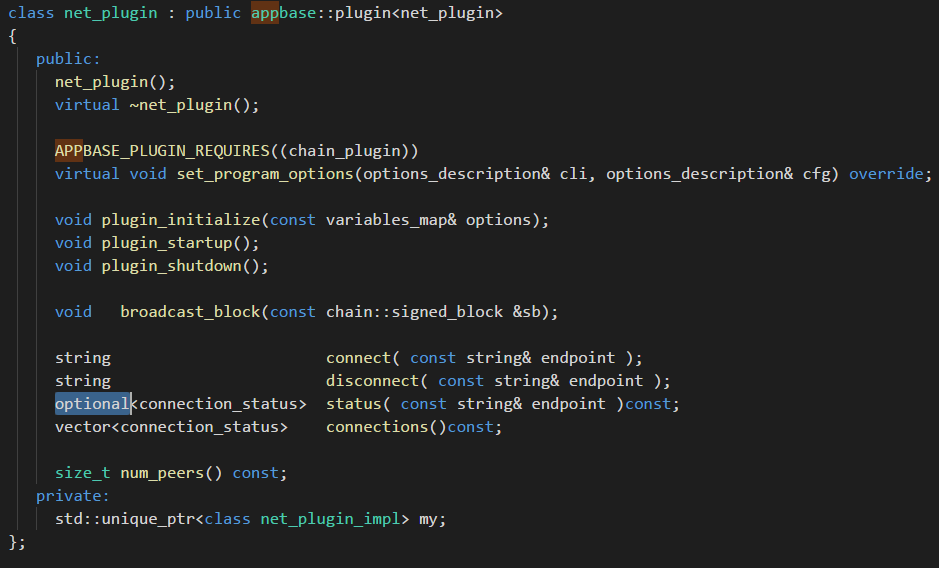 class net_plugin : public appbase::plugin<net_plugin>
{
public:
net_plugin();
virtual ~net_plugin();
APPBASE_PLUGIN_REQUIRES((chain_plugin))
virtual void set_program_options(options_description& cli, options_description& cfg) override;
void plugin_initialize(const variables_map& options);
void plugin_startup();
void plugin_shutdown();
void broadcast_block(const chain::signed_block &sb);
string connect( const string& endpoint );
string disconnect( const string& endpoint );
optional<connection_status> status( const string& endpoint )const;
vector<connection_status> connections()const;
size_t num_peers() const;
private:
std::unique_ptr<class net_plugin_impl> my;
};